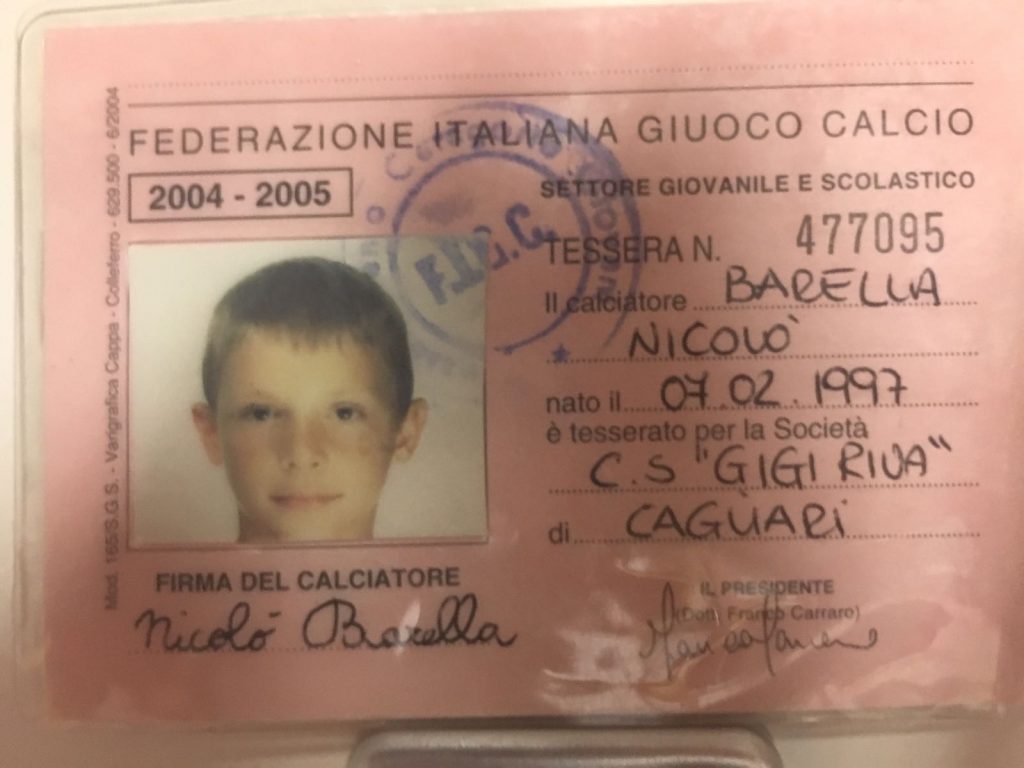 FEDERAZIONE ITALIANA GIUOCO CALCIO
2004 - 2005
SETTORE GIOVANILE E SCOLASTICO
TESSERA N. 477095
Il calciatore BARELLA
NICOLÒ
nato il 07.02.1997
è tesserato per la Società
C.S "GIGI RIVA"
di CAGLIARI
FIRMA DEL CALCIATORE
Nicolò Barella
IL PRESIDENTE
(Dott. Franco Carraro)
F.I.G.C.
Mod. 165/S.G.S. - Varigrafica Cappa - Colleferro - 629.500 - 6/2004